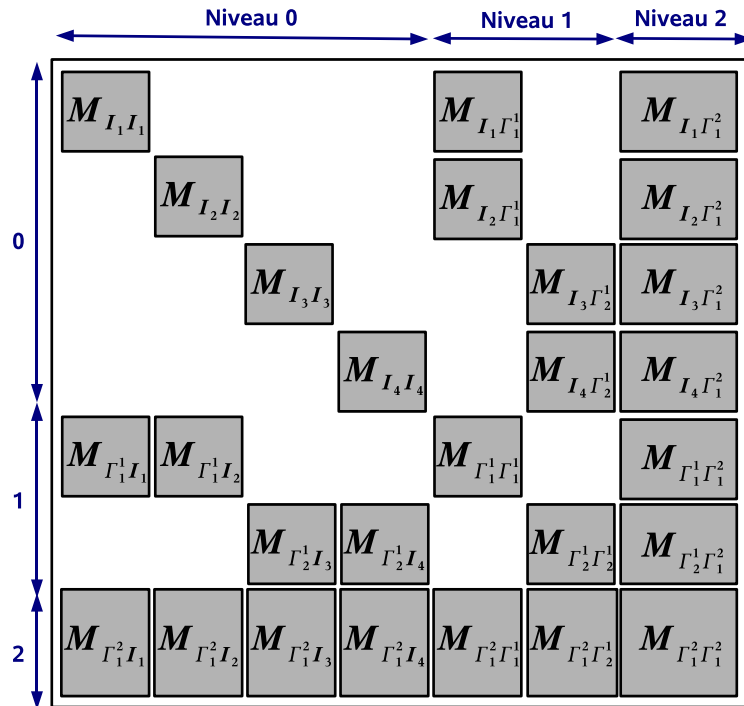 Niveau 0 Niveau 1 Niveau 2
M_{I_1 I_1} M_{I_1 Γ_1^1} M_{I_1 Γ_1^2}
M_{I_2 I_2} M_{I_2 Γ_1^1} M_{I_2 Γ_1^2}
0
M_{I_3 I_3} M_{I_3 Γ_2^1} M_{I_3 Γ_1^2}
M_{I_4 I_4} M_{I_4 Γ_2^1} M_{I_4 Γ_1^2}
M_{Γ_1^1 I_1} M_{Γ_1^1 I_2} M_{Γ_1^1 Γ_1^1} M_{Γ_1^1 Γ_1^2}
1
M_{Γ_2^1 I_3} M_{Γ_2^1 I_4} M_{Γ_2^1 Γ_2^1} M_{Γ_2^1 Γ_1^2}
2 M_{Γ_1^2 I_1} M_{Γ_1^2 I_2} M_{Γ_1^2 I_3} M_{Γ_1^2 I_4} M_{Γ_1^2 Γ_1^1} M_{Γ_1^2 Γ_2^1} M_{Γ_1^2 Γ_1^2}